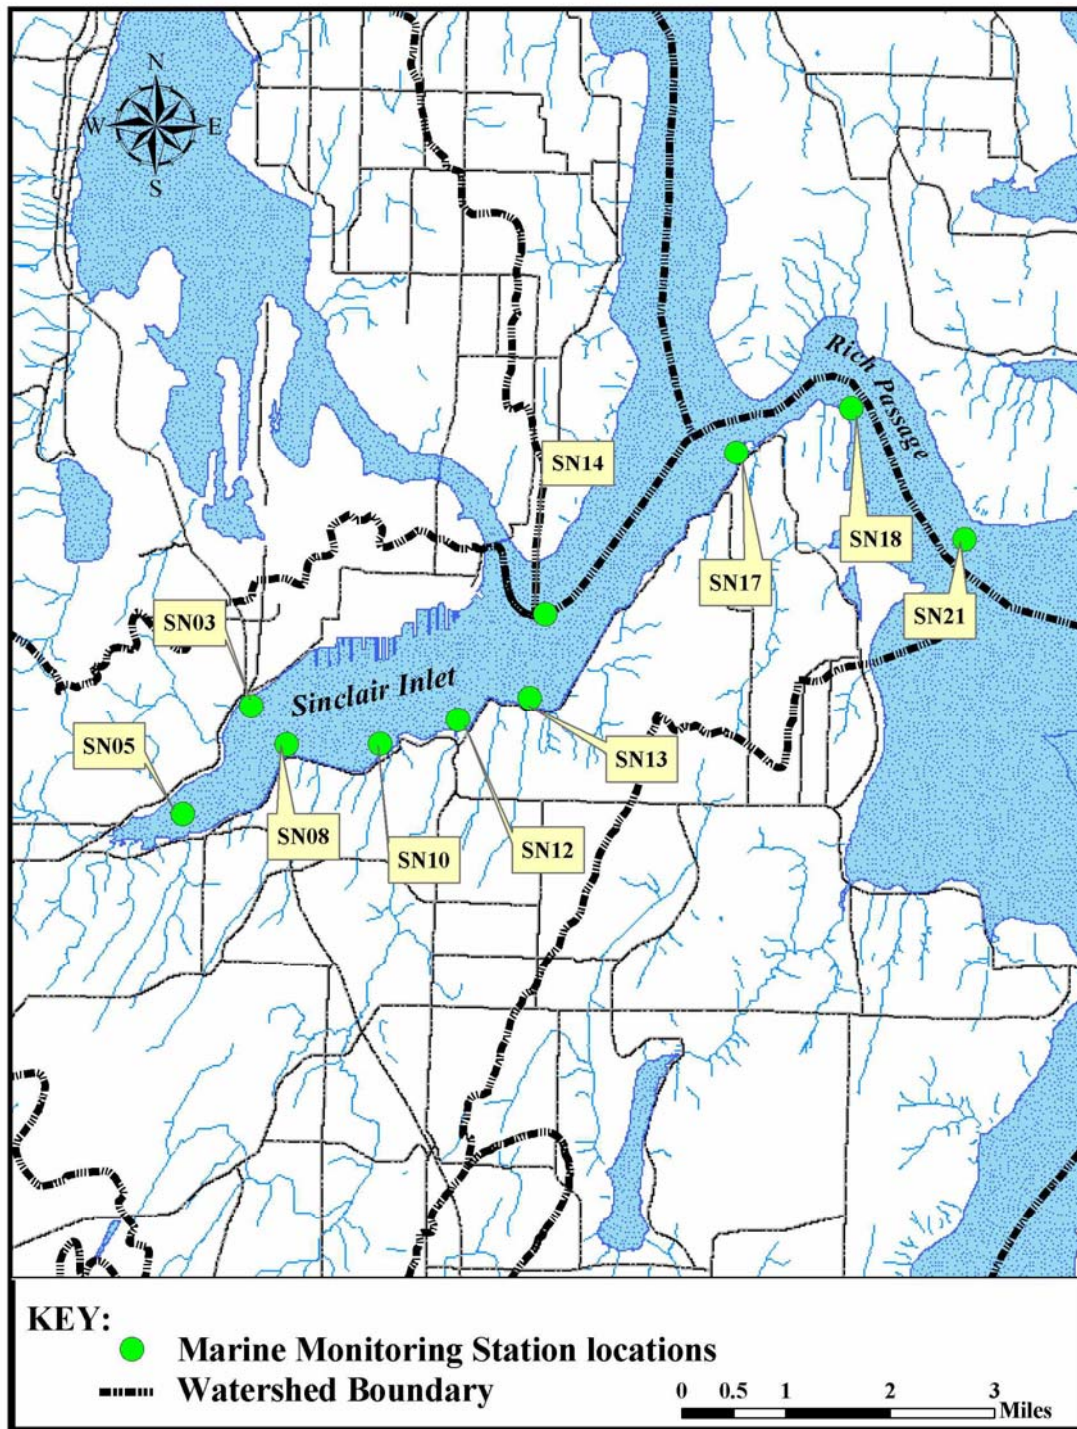 N
W E
S
Rich Passage
SN14
SN18
SN17
SN21
SN03
Sinclair Inlet
SN05
SN13
SN08
SN10
SN12
KEY:
Marine Monitoring Station locations
Watershed Boundary
0 0.5 1 2 3
Miles